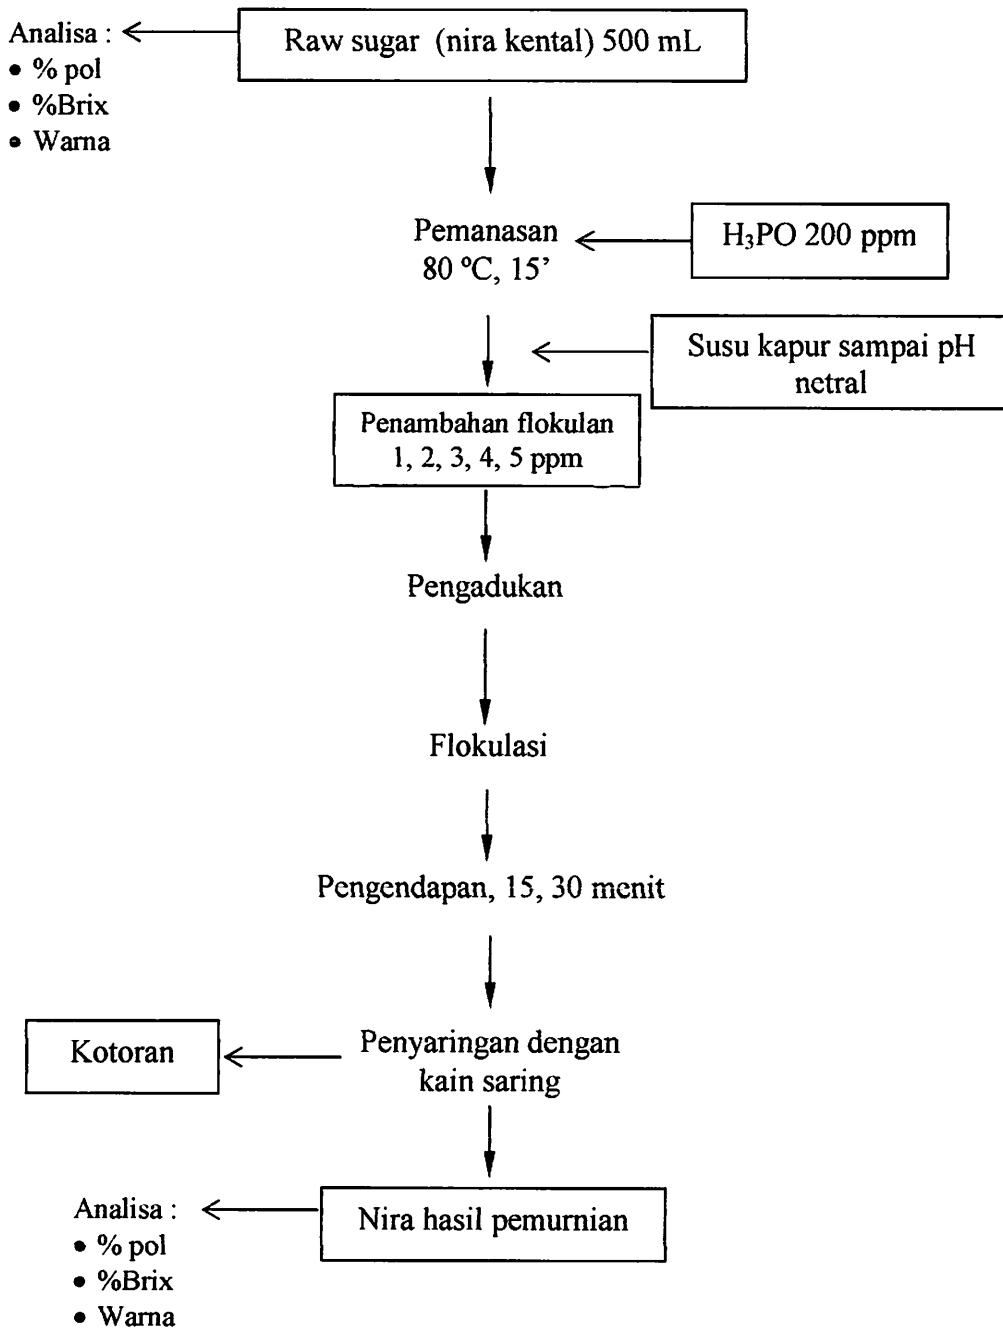 Analisa :
• % pol
• %Brix
• Warna
Raw sugar (nira kental) 500 mL
Pemanasan
80 ºC, 15’
H₃PO 200 ppm
Susu kapur sampai pH
netral
Penambahan flokulan
1, 2, 3, 4, 5 ppm
Pengadukan
Flokulasi
Pengendapan, 15, 30 menit
Penyaringan dengan
kain saring
Kotoran
Nira hasil pemurnian
Analisa :
• % pol
• %Brix
• Warna